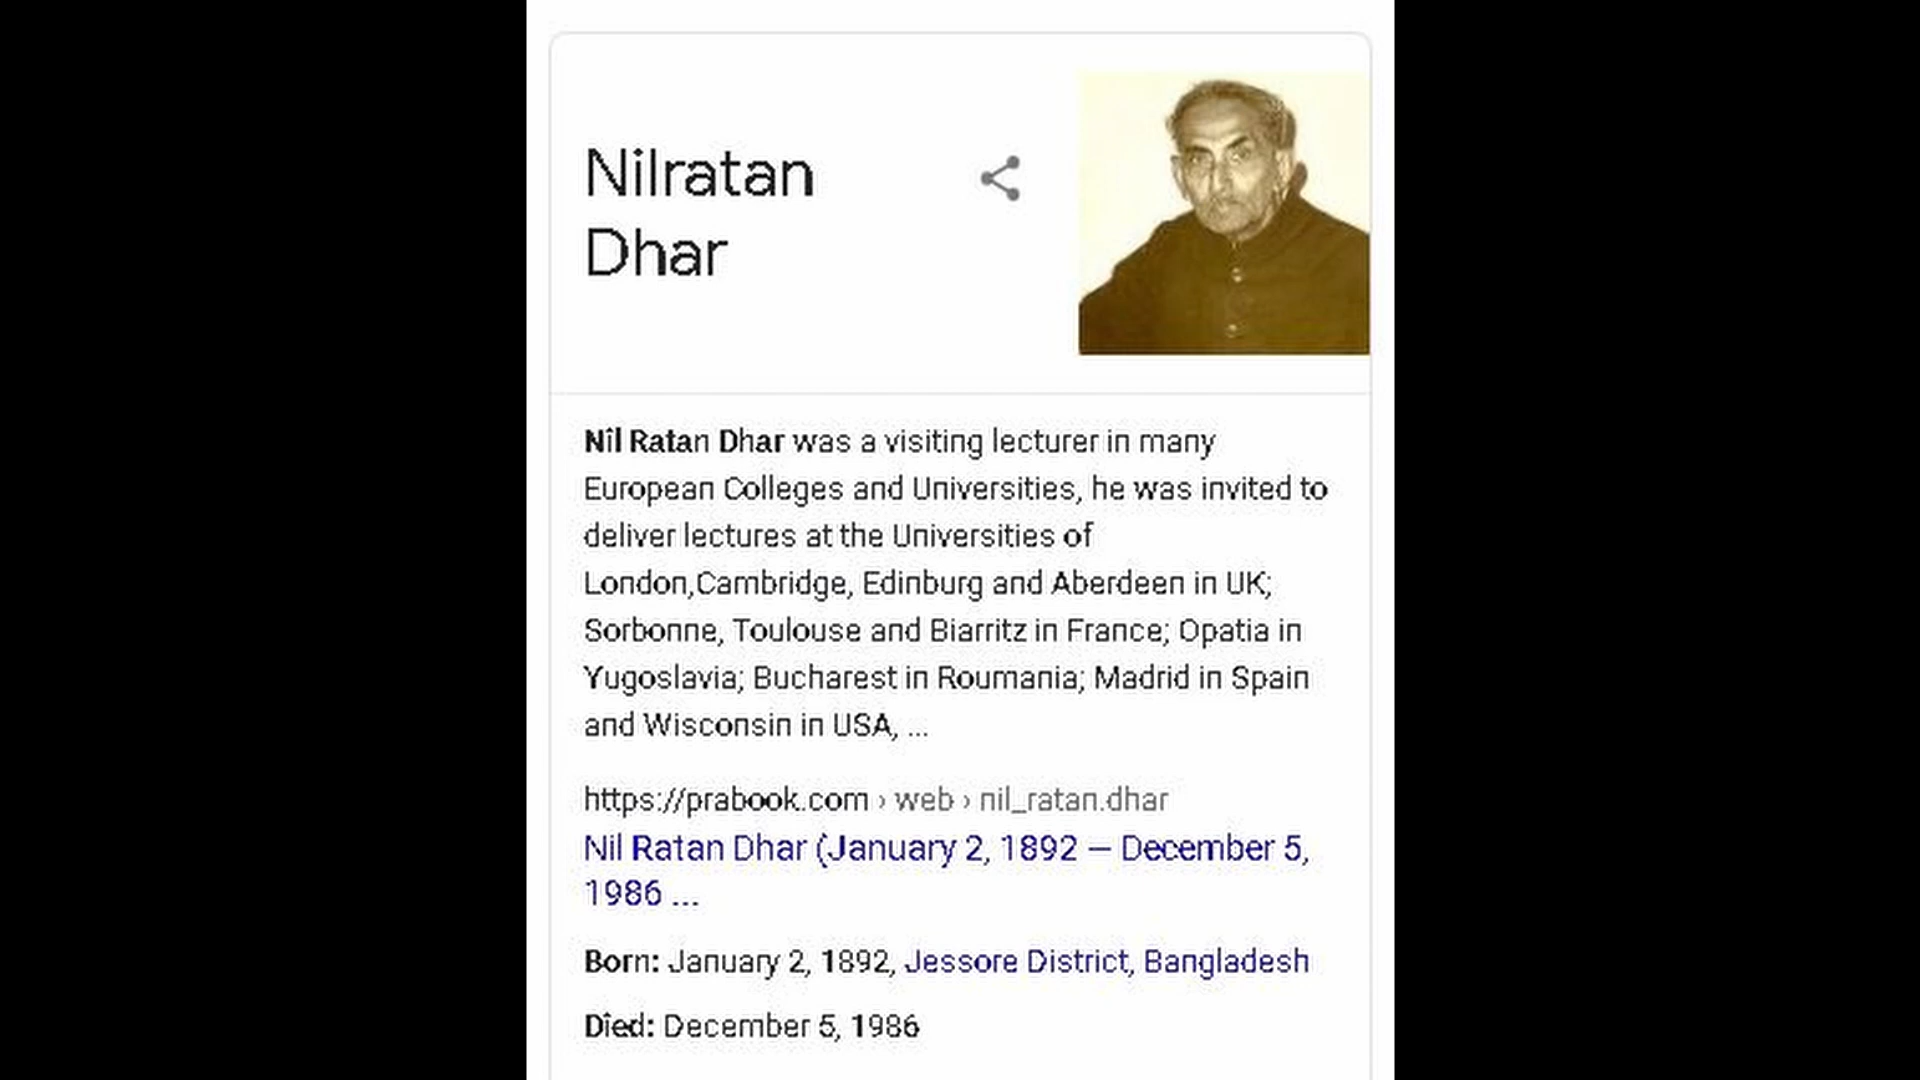 Nilratan
Dhar
Nil Ratan Dhar was a visiting lecturer in many
European Colleges and Universities, he was invited to
deliver lectures at the Universities of
London,Cambridge, Edinburg and Aberdeen in UK;
Sorbonne, Toulouse and Biarritz in France; Opatia in
Yugoslavia; Bucharest in Roumania; Madrid in Spain
and Wisconsin in USA, ...
https://prabook.com › web › nil_ratan.dhar
Nil Ratan Dhar (January 2, 1892 — December 5,
1986 ...
Born: January 2, 1892, Jessore District, Bangladesh
Died: December 5, 1986